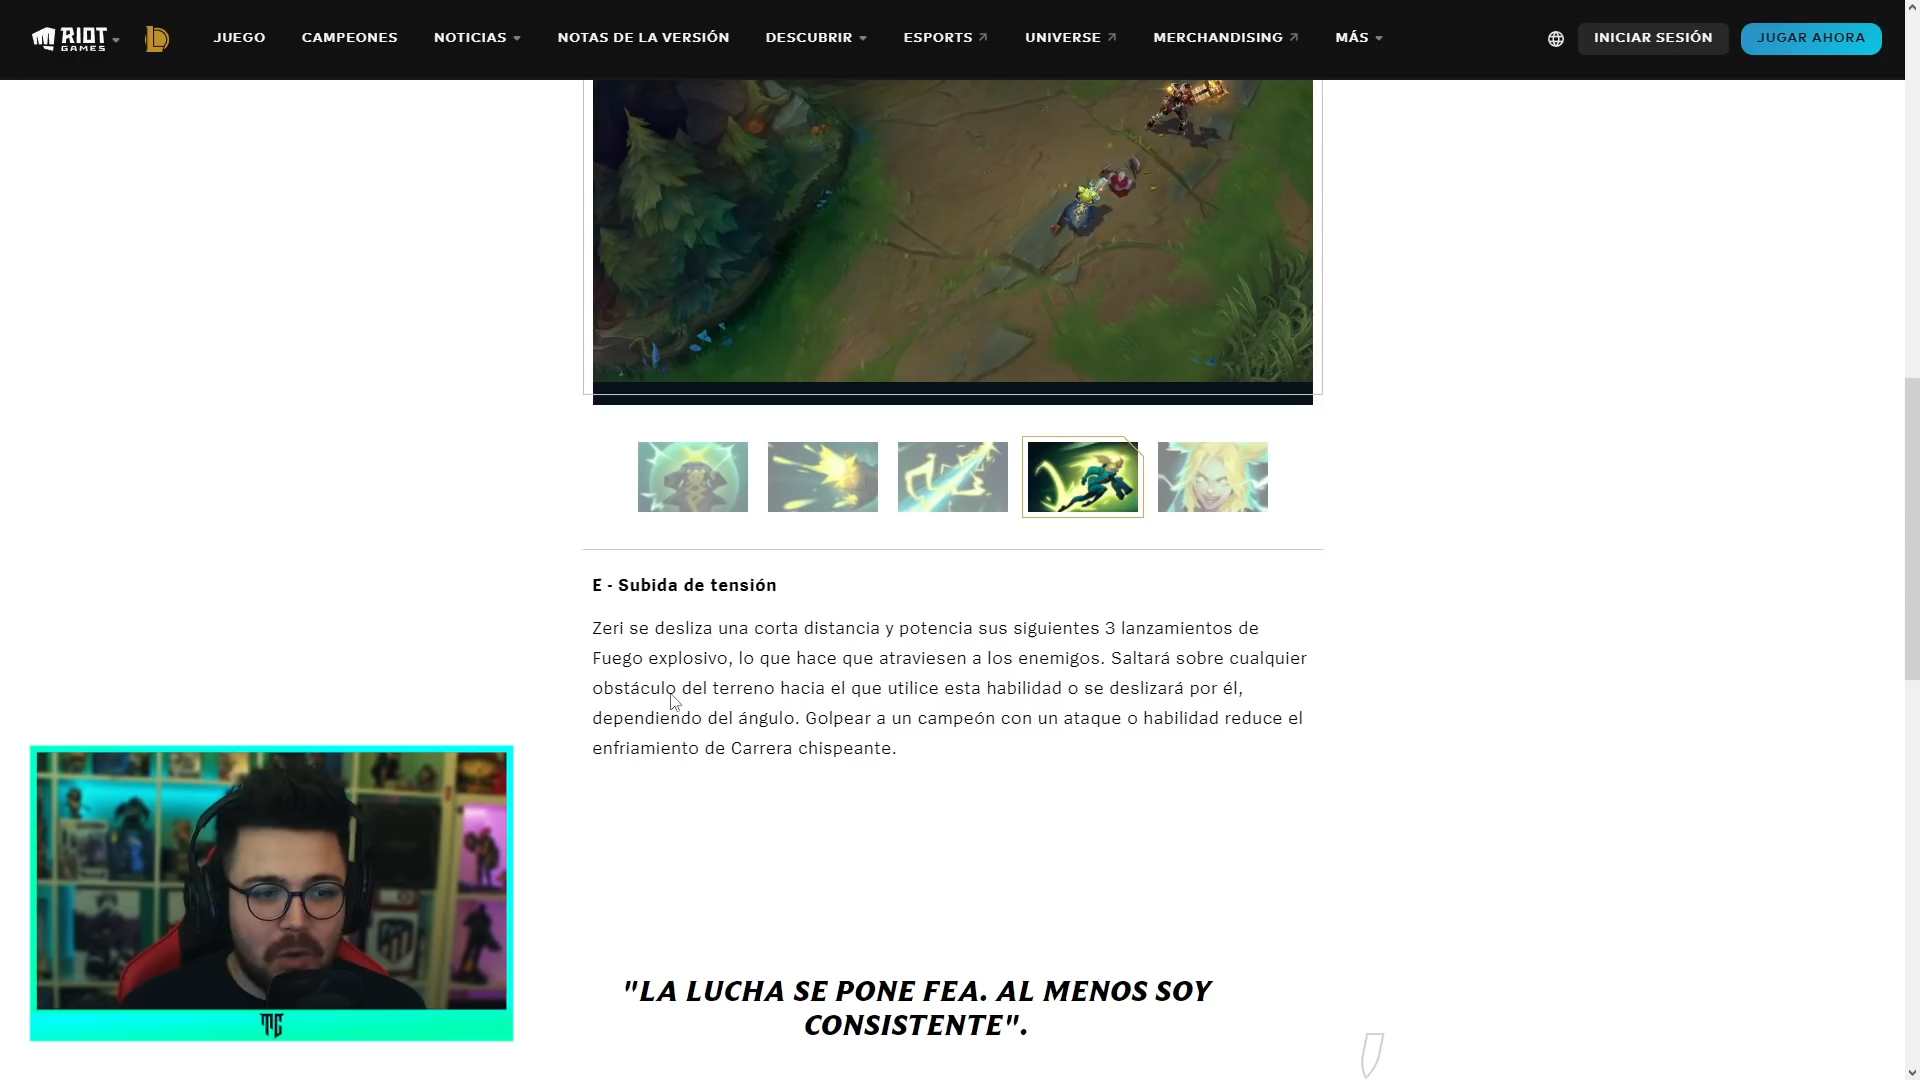 RIOT GAMES
JUEGO
CAMPEONES
NOTICIAS
NOTAS DE LA VERSIÓN
DESCUBRIR
ESPORTS
UNIVERSE
MERCHANDISING
MÁS
INICIAR SESIÓN
JUGAR AHORA
E - Subida de tensión
Zeri se desliza una corta distancia y potencia sus siguientes 3 lanzamientos de
Fuego explosivo, lo que hace que atraviesen a los enemigos. Saltará sobre cualquier
obstáculo del terreno hacia el que utilice esta habilidad o se deslizará por él,
dependiendo del ángulo. Golpear a un campeón con un ataque o habilidad reduce el
enfriamiento de Carrera chispeante.
"LA LUCHA SE PONE FEA. AL MENOS SOY
CONSISTENTE".